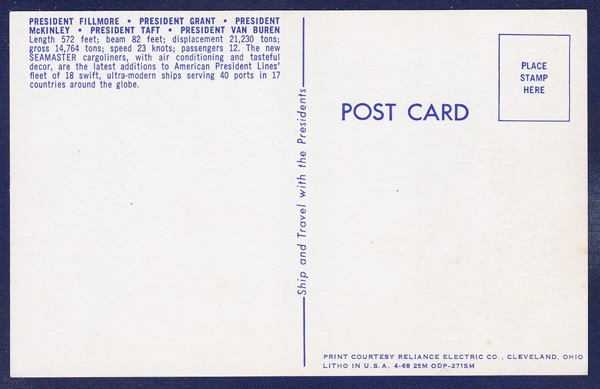 PRESIDENT FILLMORE • PRESIDENT GRANT • PRESIDENT
McKINLEY • PRESIDENT TAFT • PRESIDENT VAN BUREN
Length 572 feet; beam 82 feet; displacement 21,230 tons;
gross 14,764 tons; speed 23 knots; passengers 12. The new
SEAMASTER cargoliners, with air conditioning and tasteful
decor, are the latest additions to American President Lines'
fleet of 18 swift, ultra-modern ships serving 40 ports in 17
countries around the globe.
Ship and Travel with the Presidents
POST CARD
PLACE
STAMP
HERE
PRINT COURTESY RELIANCE ELECTRIC CO., CLEVELAND, OHIO
LITHO IN U.S.A. 4-68 25M ODP-271SM